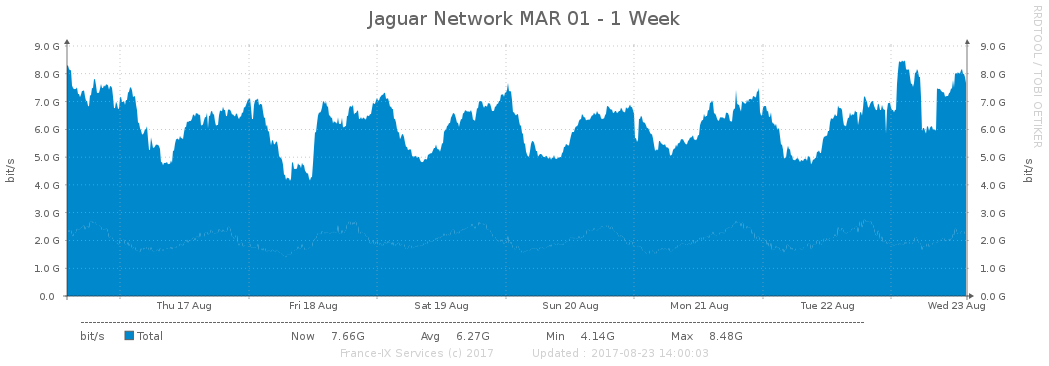 Jaguar Network MAR 01 - 1 Week
RRDTOOL / TOBI OETIKER
bit/s
9.0 G 9.0 G
8.0 G 8.0 G
7.0 G 7.0 G
6.0 G 6.0 G
5.0 G 5.0 G
4.0 G 4.0 G
3.0 G 3.0 G
2.0 G 2.0 G
1.0 G 1.0 G
0.0 0.0 G
bit/s
Thu 17 Aug Fri 18 Aug Sat 19 Aug Sun 20 Aug Mon 21 Aug Tue 22 Aug Wed 23 Aug
bit/s Total Now 7.66G Avg 6.27G Min 4.14G Max 8.48G
France-IX Services (c) 2017 Updated : 2017-08-23 14:00:03